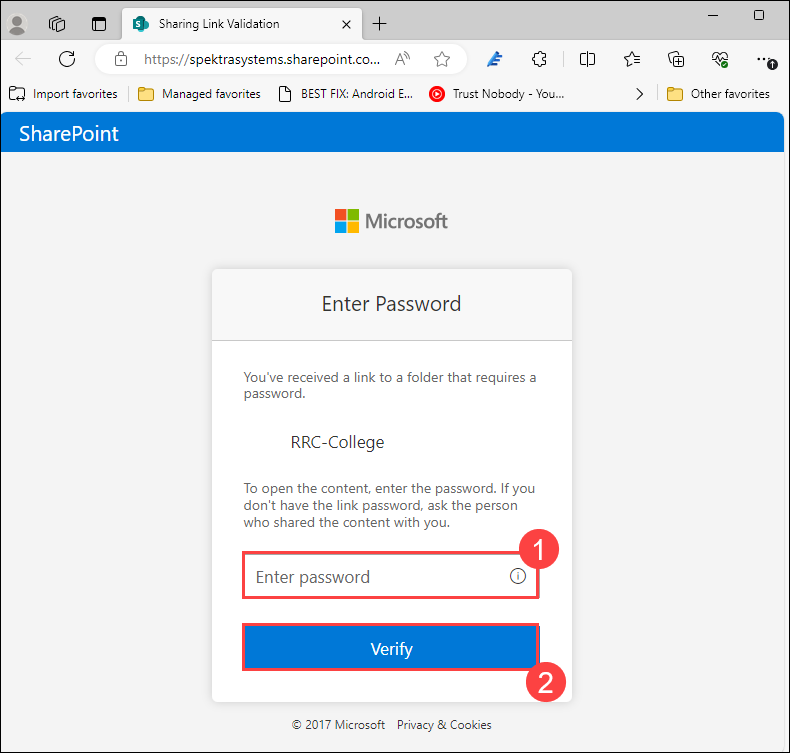 Sharing Link Validation
https://spektrasystems.sharepoint.co...
Import favorites
Managed favorites
BEST FIX: Android E...
Trust Nobody - You...
Other favorites
SharePoint
Microsoft
Enter Password
You've received a link to a folder that requires a
password.
RRC-College
To open the content, enter the password. If you
don't have the link password, ask the person
who shared the content with you.
1
Enter password
Verify
2
© 2017 Microsoft Privacy & Cookies